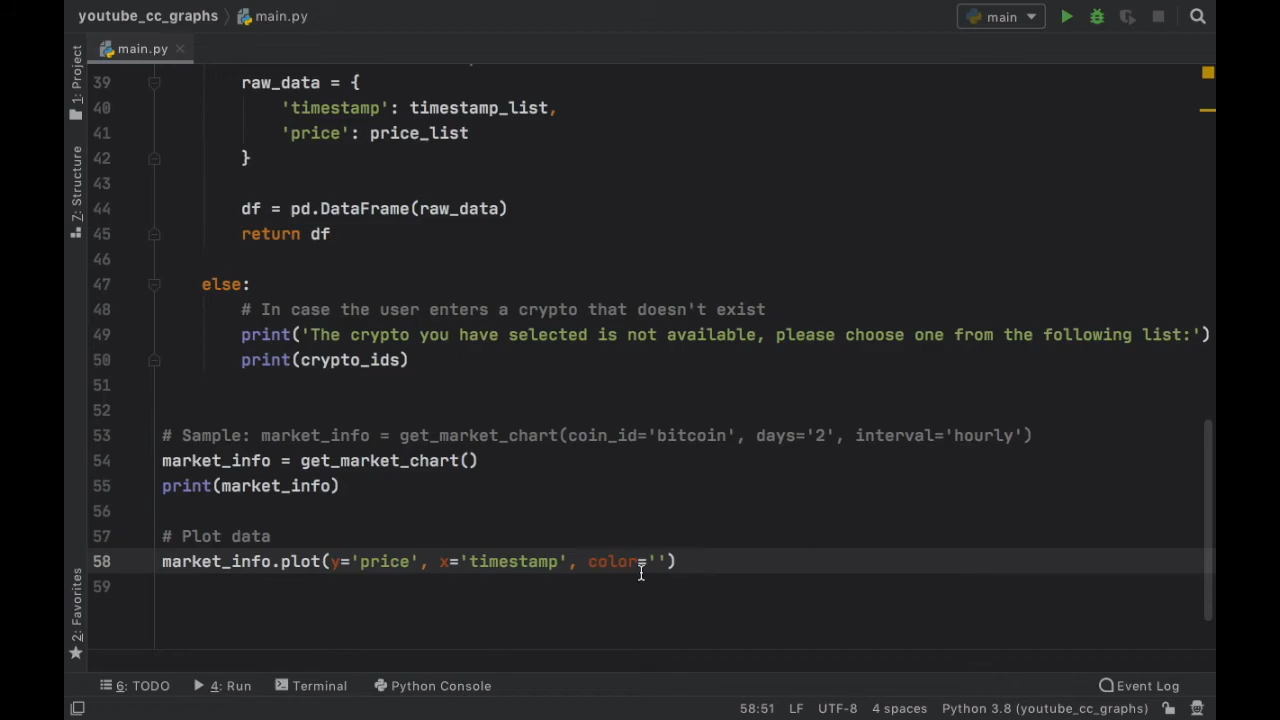 youtube_cc_graphs
main.py
main
main.py
1: Project
7: Structure
2: Favorites
39 raw_data = {
40 'timestamp': timestamp_list,
41 'price': price_list
42 }
43
44 df = pd.DataFrame(raw_data)
45 return df
46
47 else:
48 # In case the user enters a crypto that doesn't exist
49 print('The crypto you have selected is not available, please choose one from the following list:')
50 print(crypto_ids)
51
52
53 # Sample: market_info = get_market_chart(coin_id='bitcoin', days='2', interval='hourly')
54 market_info = get_market_chart()
55 print(market_info)
56
57 # Plot data
58 market_info.plot(y='price', x='timestamp', color='')
59
6: TODO 4: Run Terminal Python Console Event Log
58:51 LF UTF-8 4 spaces Python 3.8 (youtube_cc_graphs)